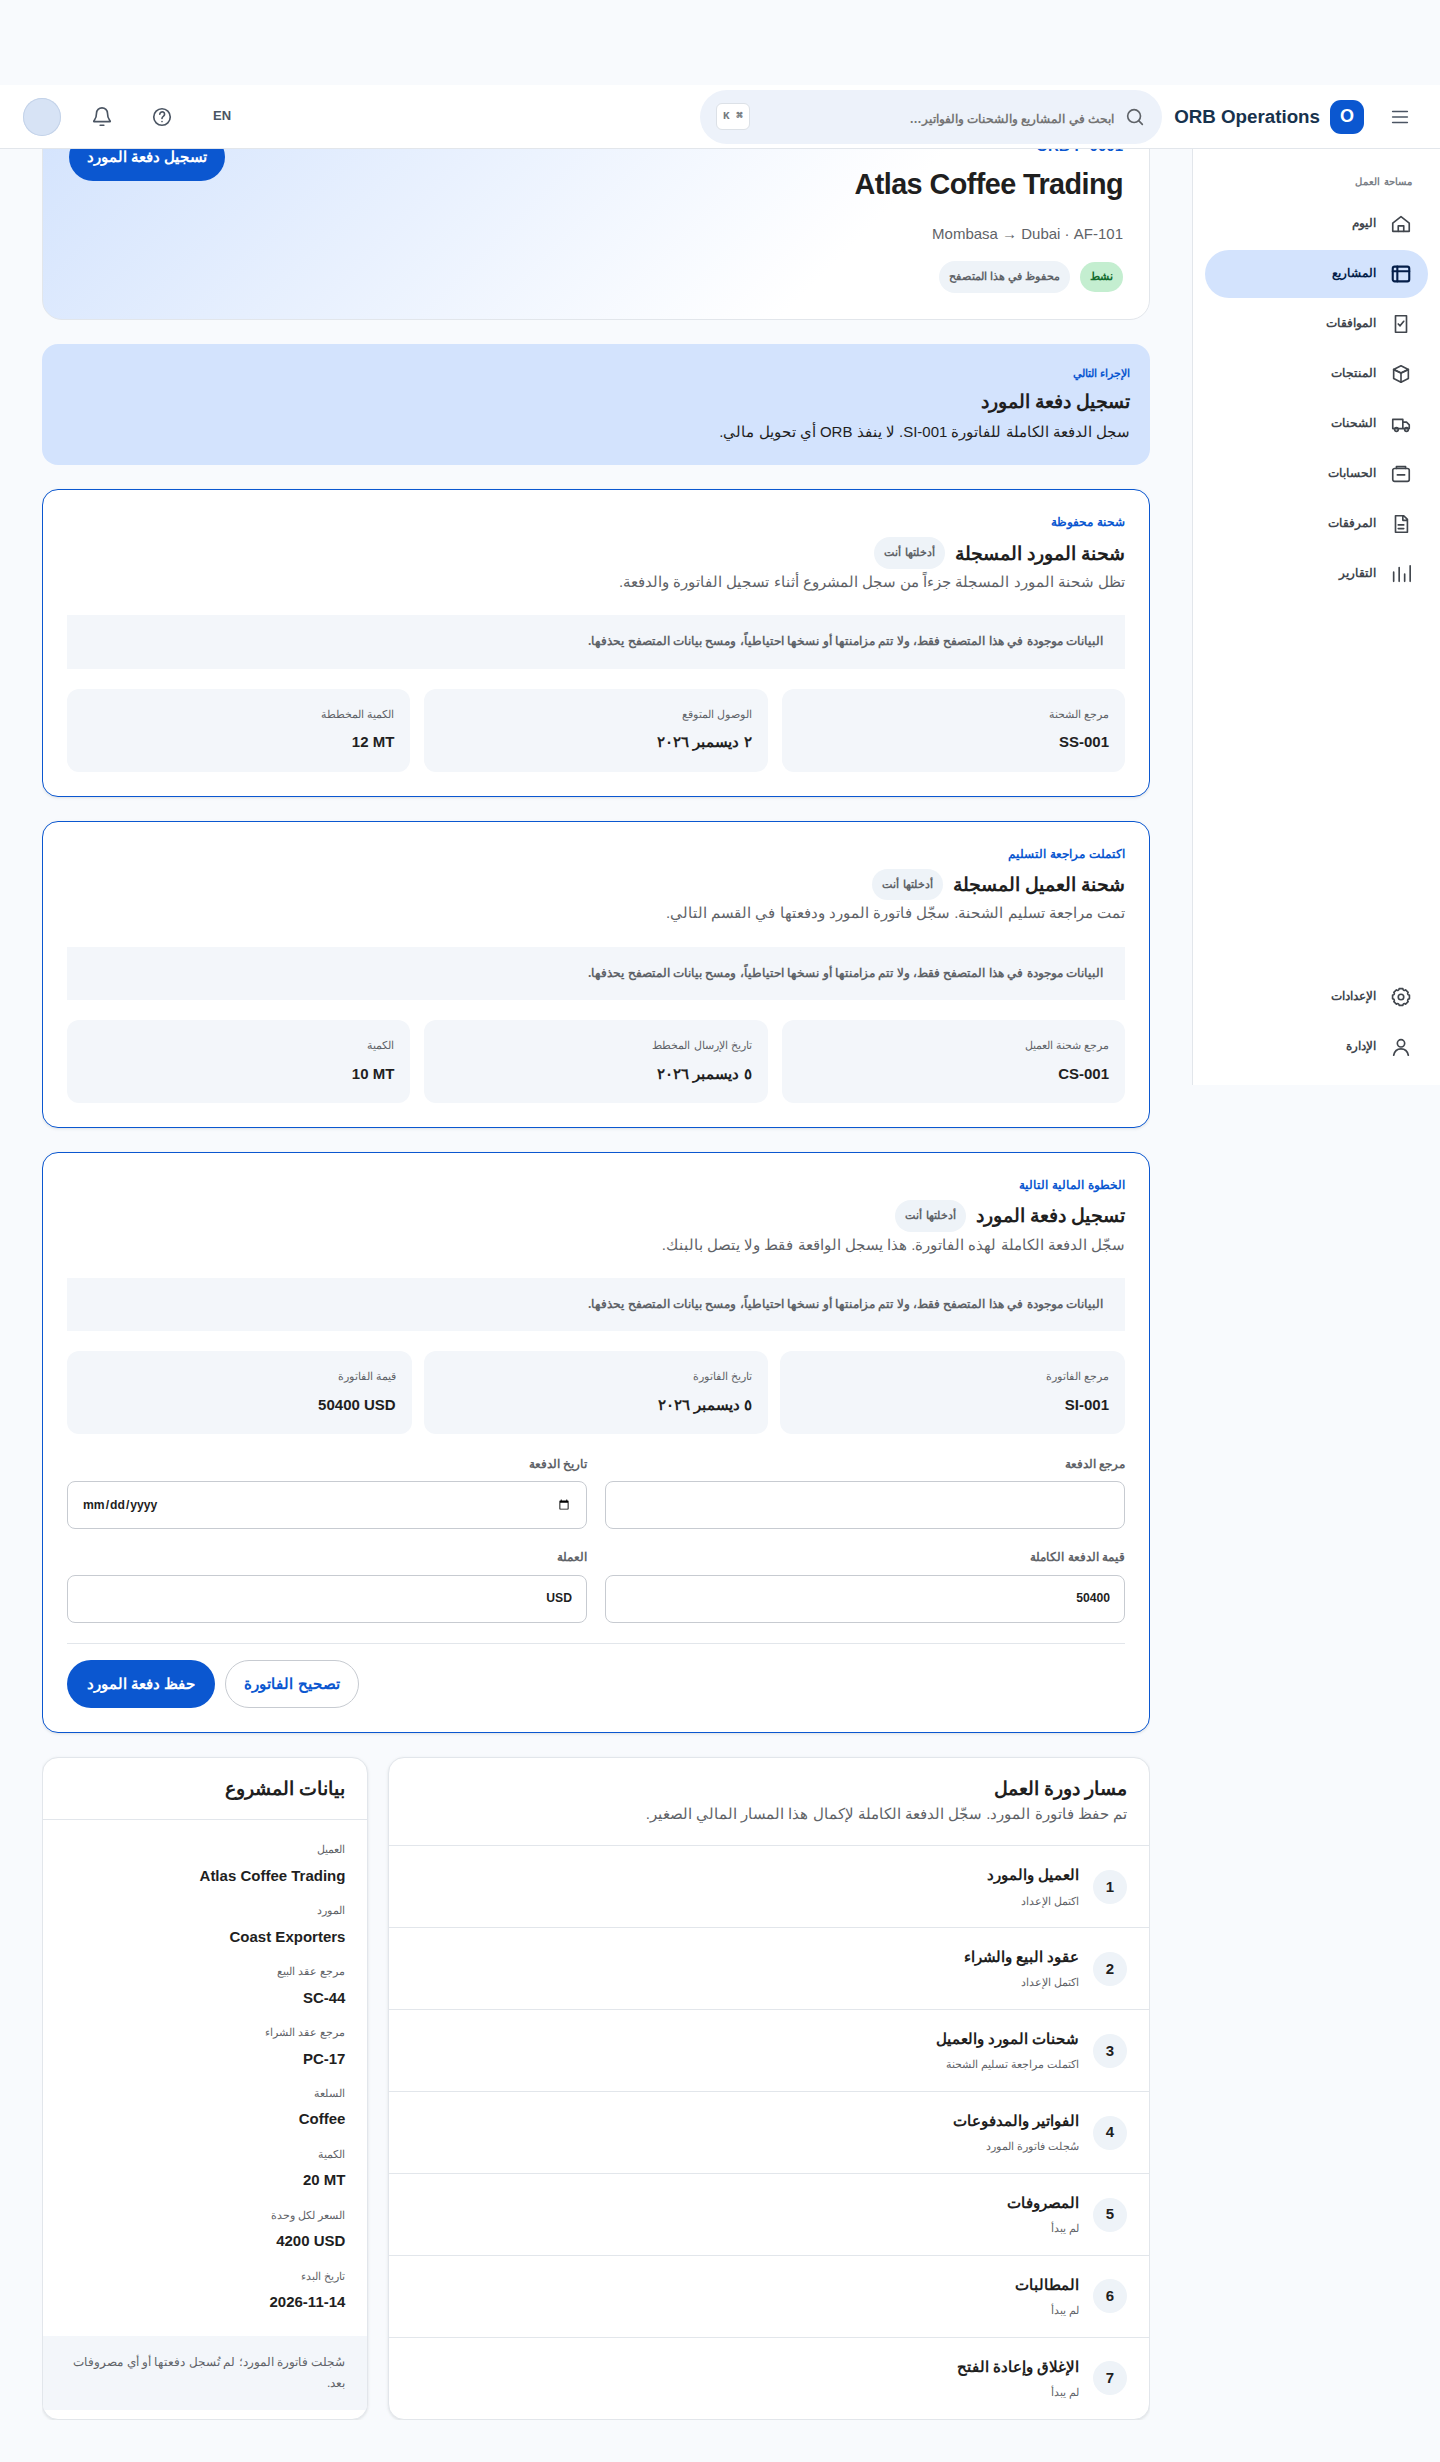 ORB Operations
O
ابحث في المشاريع والشحنات والفواتير...
⌘ K
EN
مساحة العمل
اليوم
المشاريع
الموافقات
المنتجات
الشحنات
الحسابات
المرفقات
التقارير
الإعدادات
الإدارة
تسجيل دفعة المورد
Atlas Coffee Trading
Mombasa → Dubai · AF-101
نشط
محفوظ في هذا المتصفح
الإجراء التالي
تسجيل دفعة المورد
سجل الدفعة الكاملة للفاتورة SI-001. لا ينفذ ORB أي تحويل مالي.
شحنة محفوظة
شحنة المورد المسجلة
أدخلتها أنت
تظل شحنة المورد المسجلة جزءاً من سجل المشروع أثناء تسجيل الفاتورة والدفعة.
البيانات موجودة في هذا المتصفح فقط، ولا تتم مزامنتها أو نسخها احتياطياً، ومسح بيانات المتصفح يحذفها.
مرجع الشحنة
SS-001
الوصول المتوقع
٢ ديسمبر ٢٠٢٦
الكمية المخططة
12 MT
اكتملت مراجعة التسليم
شحنة العميل المسجلة
أدخلتها أنت
تمت مراجعة تسليم الشحنة. سجّل فاتورة المورد ودفعتها في القسم التالي.
البيانات موجودة في هذا المتصفح فقط، ولا تتم مزامنتها أو نسخها احتياطياً، ومسح بيانات المتصفح يحذفها.
مرجع شحنة العميل
CS-001
تاريخ الإرسال المخطط
٥ ديسمبر ٢٠٢٦
الكمية
10 MT
الخطوة المالية التالية
تسجيل دفعة المورد
أدخلتها أنت
سجّل الدفعة الكاملة لهذه الفاتورة. هذا يسجل الواقعة فقط ولا يتصل بالبنك.
البيانات موجودة في هذا المتصفح فقط، ولا تتم مزامنتها أو نسخها احتياطياً، ومسح بيانات المتصفح يحذفها.
مرجع الفاتورة
SI-001
تاريخ الفاتورة
٥ ديسمبر ٢٠٢٦
قيمة الفاتورة
50400 USD
مرجع الدفعة
تاريخ الدفعة
mm/dd/yyyy
قيمة الدفعة الكاملة
50400
العملة
USD
تصحيح الفاتورة
حفظ دفعة المورد
مسار دورة العمل
تم حفظ فاتورة المورد. سجّل الدفعة الكاملة لإكمال هذا المسار المالي الصغير.
1
العميل والمورد
اكتمل الإعداد
2
عقود البيع والشراء
اكتمل الإعداد
3
شحنات المورد والعميل
اكتملت مراجعة تسليم الشحنة
4
الفواتير والمدفوعات
سُجلت فاتورة المورد
5
المصروفات
لم يبدأ
6
المطالبات
لم يبدأ
7
الإغلاق وإعادة الفتح
لم يبدأ
بيانات المشروع
العميل
Atlas Coffee Trading
المورد
Coast Exporters
مرجع عقد البيع
SC-44
مرجع عقد الشراء
PC-17
السلعة
Coffee
الكمية
20 MT
السعر لكل وحدة
4200 USD
تاريخ البدء
2026-11-14
سُجلت فاتورة المورد؛ لم تُسجل دفعتها أو أي مصروفات
بعد.